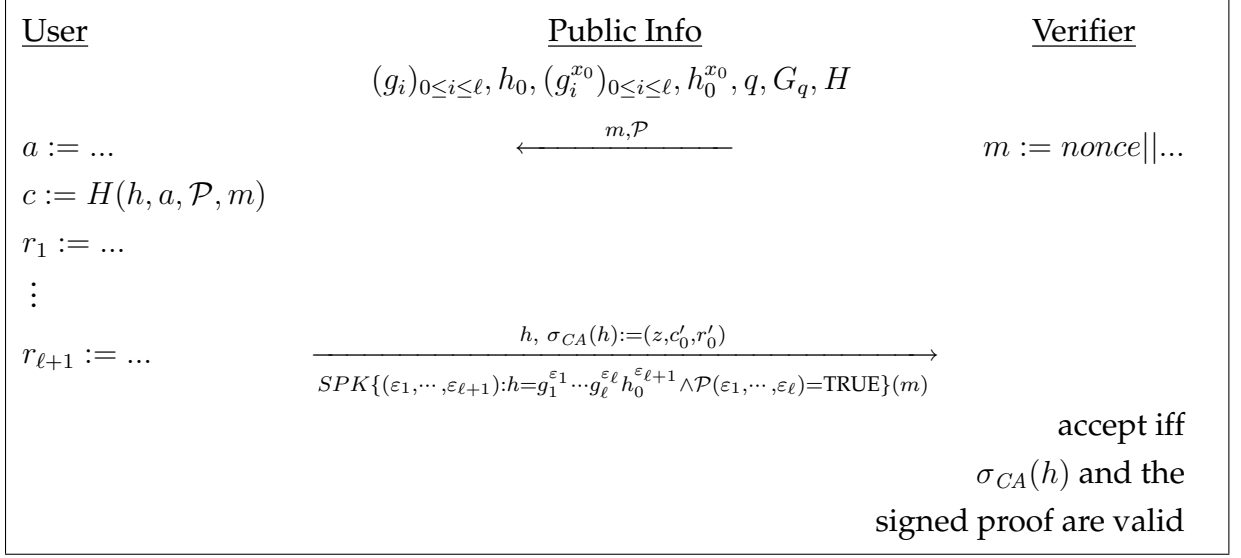 User Public Info Verifier
(g_i)_{0≤i≤ℓ}, h_0, (g_i^{x_0})_{0≤i≤ℓ}, h_0^{x_0}, q, G_q, H
a := ... ←^{m,𝒫} m := nonce||...
c := H(h, a, 𝒫, m)
r_1 := ...
⋮
h, σ_{CA}(h):=(z,c'_0,r'_0)
r_{ℓ+1} := ... ⟶
SPK{(ε_1,⋯,ε_{ℓ+1}):h=g_1^{ε_1}⋯g_ℓ^{ε_ℓ}h_0^{ε_{ℓ+1}}∧𝒫(ε_1,⋯,ε_ℓ)=TRUE}(m)
accept iff
σ_{CA}(h) and the
signed proof are valid